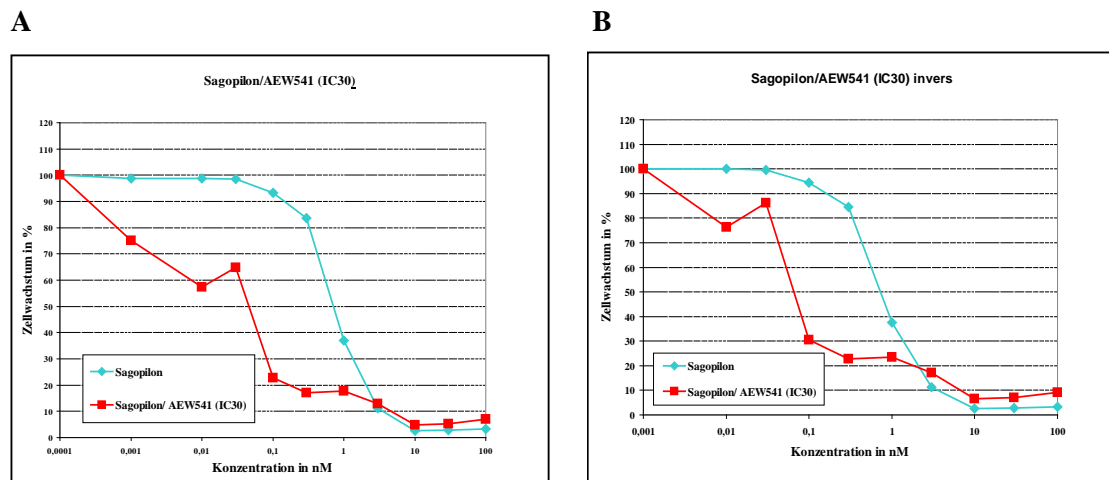 A
Sagopilon/AEW541 (IC30)
120
110
100
90
80
70
60
50
40
30
20
10
0
Zellwachstum in %
Sagopilon
Sagopilon/ AEW541 (IC30)
0,0001 0,001 0,01 0,1 1 10 100
Konzentration in nM
B
Sagopilon/AEW541 (IC30) invers
120
110
100
90
80
70
60
50
40
30
20
10
0
Zellwachstum in %
Sagopilon
Sagopilon/ AEW541 (IC30)
0,001 0,01 0,1 1 10 100
Konzentration in nM